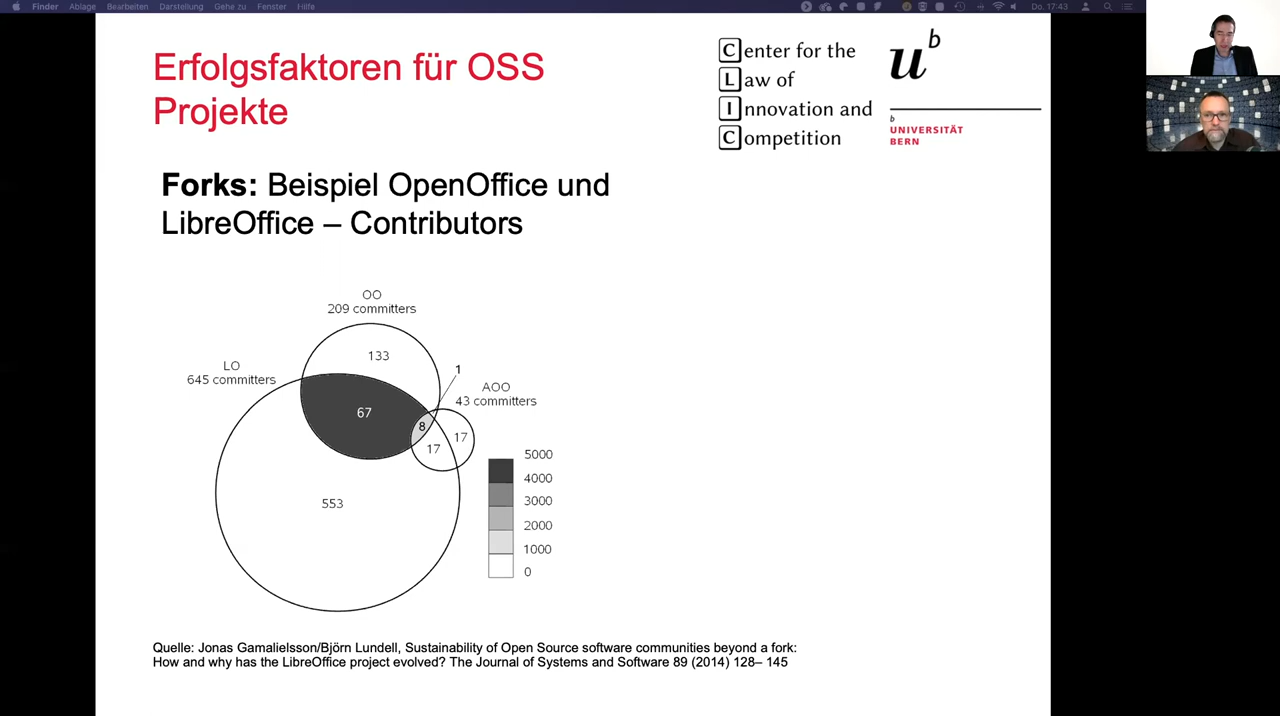 Finder Ablage Bearbeiten Darstellung Gehe zu Fenster Hilfe Do. 17:43
Erfolgsfaktoren für OSS
Projekte
Center for the
Law of
Innovation and
Competition
u b
b
UNIVERSITÄT
BERN
Forks: Beispiel OpenOffice und
LibreOffice – Contributors
OO
209 committers
133
LO
645 committers
1
AOO
43 committers
67
8
17
17
553
5000
4000
3000
2000
1000
0
Quelle: Jonas Gamalielsson/Björn Lundell, Sustainability of Open Source software communities beyond a fork:
How and why has the LibreOffice project evolved? The Journal of Systems and Software 89 (2014) 128– 145